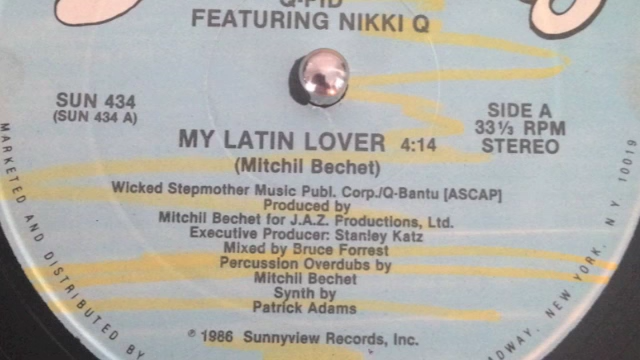 Q-PID
FEATURING NIKKI Q
SUN 434
(SUN 434 A)
SIDE A
33⅓ RPM
STEREO
MY LATIN LOVER 4:14
(Mitchil Bechet)
Wicked Stepmother Music Publ. Corp./Q-Bantu [ASCAP]
Produced by
Mitchil Bechet for J.A.Z. Productions, Ltd.
Executive Producer: Stanley Katz
Mixed by Bruce Forrest
Percussion Overdubs by
Mitchil Bechet
Synth by
Patrick Adams
℗ 1986 Sunnyview Records, Inc.
MARKETED AND DISTRIBUTED BY
NEW YORK, N.Y. 10019